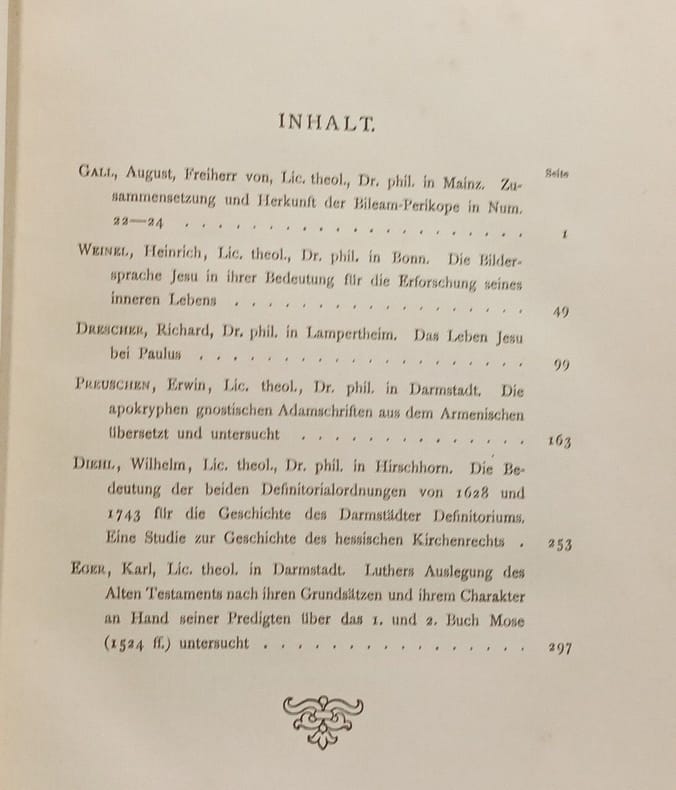 INHALT.
Seite
GALL, August, Freiherr von, Lic. theol., Dr. phil. in Mainz. Zu-
sammensetzung und Herkunft der Bileam-Perikope in Num.
22—24 . . . . . . . . . . . . . . . . . . . . 1
WEINEL, Heinrich, Lic. theol., Dr. phil. in Bonn. Die Bilder-
sprache Jesu in ihrer Bedeutung für die Erforschung seines
inneren Lebens . . . . . . . . . . . . . . . . . 49
DRESCHER, Richard, Dr. phil. in Lampertheim. Das Leben Jesu
bei Paulus . . . . . . . . . . . . . . . . . . . 99
PREUSCHEN, Erwin, Lic. theol., Dr. phil. in Darmstadt. Die
apokryphen gnostischen Adamschriften aus dem Armenischen
übersetzt und untersucht . . . . . . . . . . . . . 163
DIEHL, Wilhelm, Lic. theol., Dr. phil. in Hirschhorn. Die Be-
deutung der beiden Definitorialordnungen von 1628 und
1743 für die Geschichte des Darmstädter Definitoriums.
Eine Studie zur Geschichte des hessischen Kirchenrechts . 253
EGER, Karl, Lic. theol. in Darmstadt. Luthers Auslegung des
Alten Testaments nach ihren Grundsätzen und ihrem Charakter
an Hand seiner Predigten über das 1. und 2. Buch Mose
(1524 ff.) untersucht . . . . . . . . . . . . . . . 297